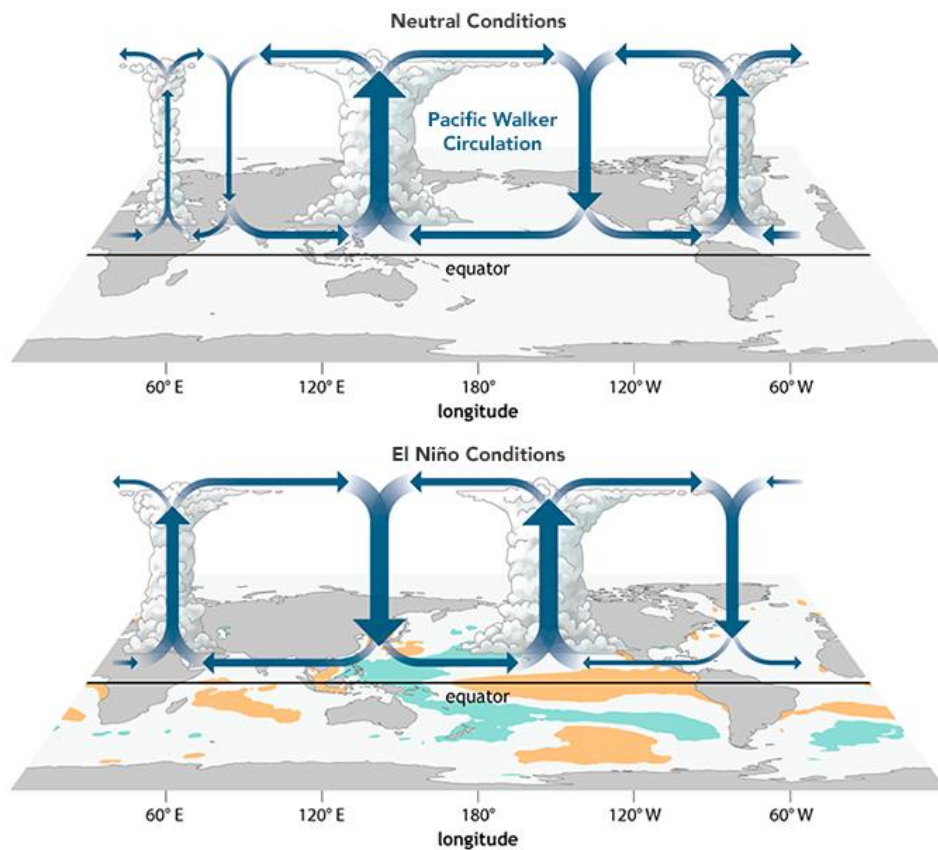 Neutral Conditions
Pacific Walker
Circulation
equator
60° E
120° E
180°
120° W
60° W
longitude
El Niño Conditions
equator
60° E
120° E
180°
120° W
60° W
longitude